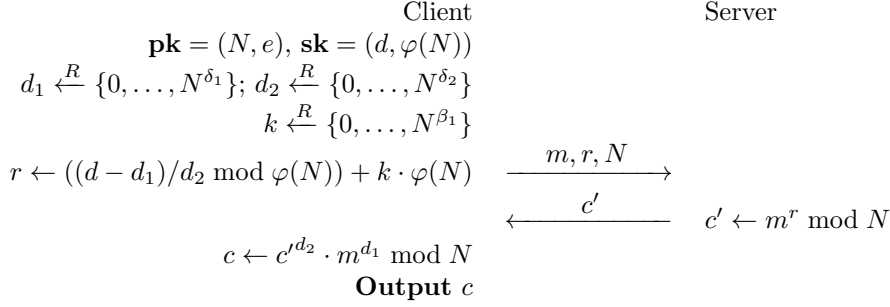 Client Server
pk = (N, e), sk = (d, φ(N))
d₁ ←ᴿ {0, …, N^{δ₁}}; d₂ ←ᴿ {0, …, N^{δ₂}}
k ←ᴿ {0, …, N^{β₁}}
r ← ((d − d₁)/d₂ mod φ(N)) + k · φ(N) m, r, N
c′ c′ ← m^r mod N
c ← c′^{d₂} · m^{d₁} mod N
Output c